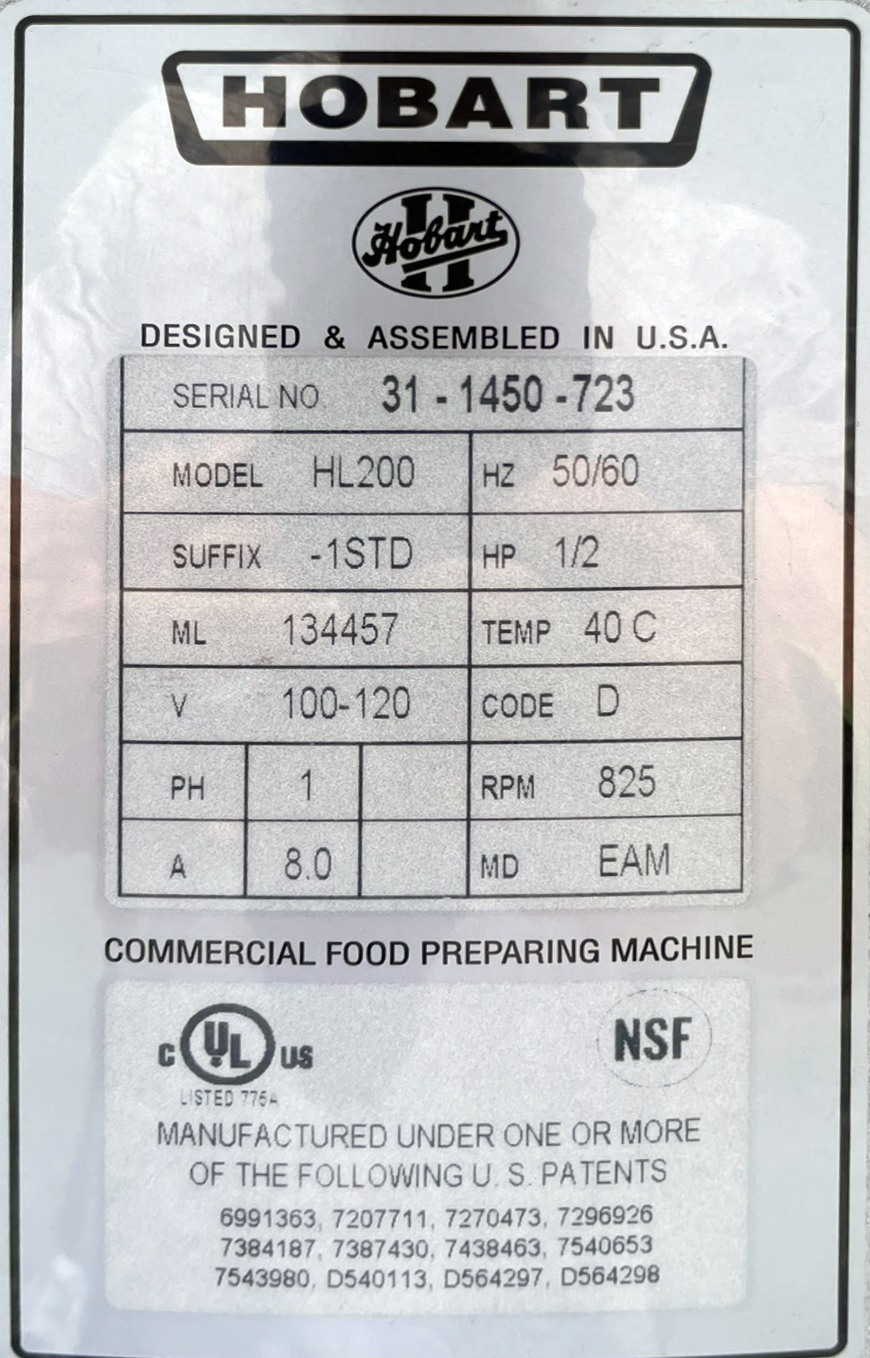 HOBART
Hobart
DESIGNED & ASSEMBLED IN U.S.A.
SERIAL NO. 31 - 1450 - 723
MODEL HL200 HZ 50/60
SUFFIX -1STD HP 1/2
ML 134457 TEMP 40 C
V 100-120 CODE D
PH 1 RPM 825
A 8.0 MD EAM
COMMERCIAL FOOD PREPARING MACHINE
C UL US NSF
LISTED 776A
MANUFACTURED UNDER ONE OR MORE
OF THE FOLLOWING U. S. PATENTS
6991363, 7207711, 7270473, 7296926
7384187, 7387430, 7438463, 7540653
7543980, D540113, D564297, D564298